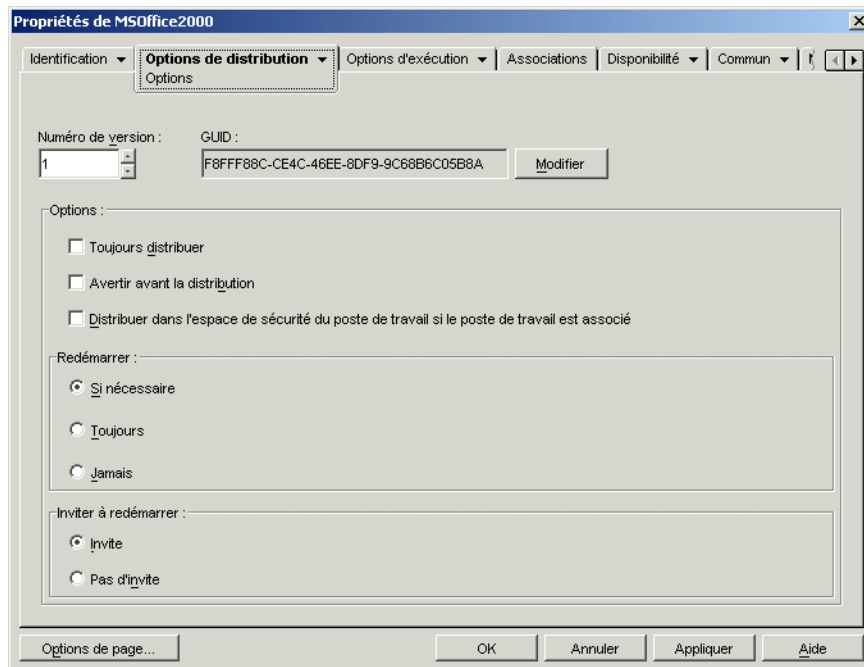 Propriétés de MSOffice2000
Identification Options de distribution Options d'exécution Associations Disponibilité Commun
Options
Numéro de version : GUID :
1 F8FFF88C-CE4C-46EE-8DF9-9C68B6C05B8A Modifier
Options :
Toujours distribuer
Avertir avant la distribution
Distribuer dans l'espace de sécurité du poste de travail si le poste de travail est associé
Redémarrer :
Si nécessaire
Toujours
Jamais
Inviter à redémarrer :
Invite
Pas d'invite
Options de page... OK Annuler Appliquer Aide